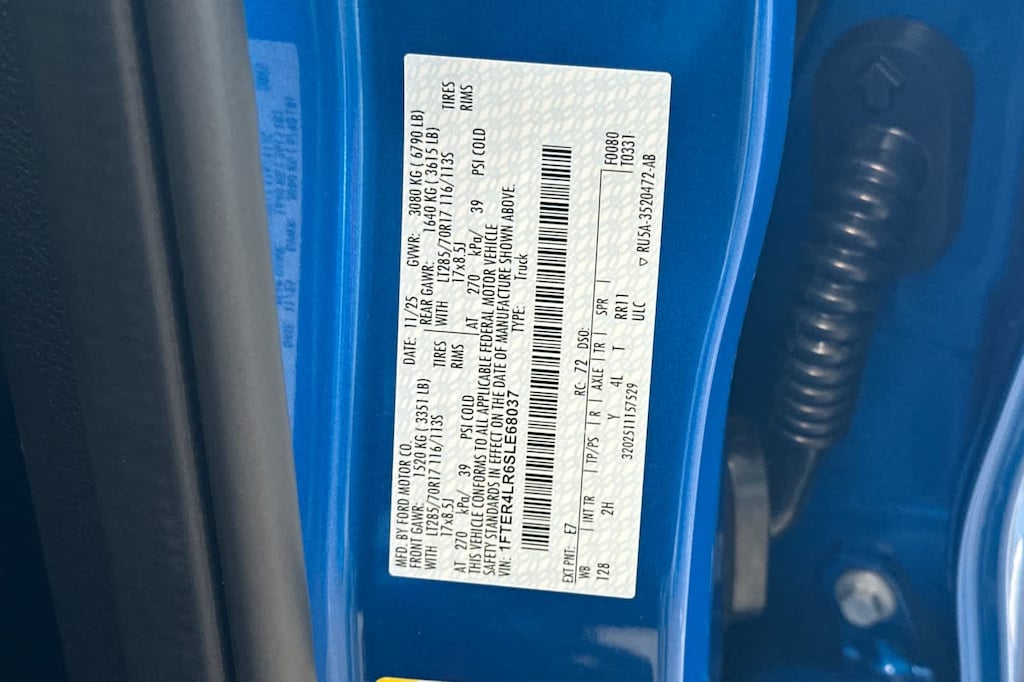 MFD. BY FORD MOTOR CO.
DATE: 11/25 GVWR: 3080 KG ( 6790 LB)
FRONT GAWR: 1520 KG ( 3351 LB) REAR GAWR: 1640 KG ( 3615 LB)
WITH LT285/70R17 116/113S TIRES WITH LT285/70R17 116/113S TIRES
17x8.5J RIMS 17x8.5J RIMS
AT 270 kPa/ 39 PSI COLD AT 270 kPa/ 39 PSI COLD
THIS VEHICLE CONFORMS TO ALL APPLICABLE FEDERAL MOTOR VEHICLE
SAFETY STANDARDS IN EFFECT ON THE DATE OF MANUFACTURE SHOWN ABOVE.
VIN: 1FTER4LR6SLE68037 TYPE: Truck
EXT PNT: E7 RC: 72 DSO: F0080
WB INT TR TP/PS R AXLE TR SPR T0331
128 2H Y 4L T RR11
ULC
3202511157529 ▽ RU5A-3520472-AB